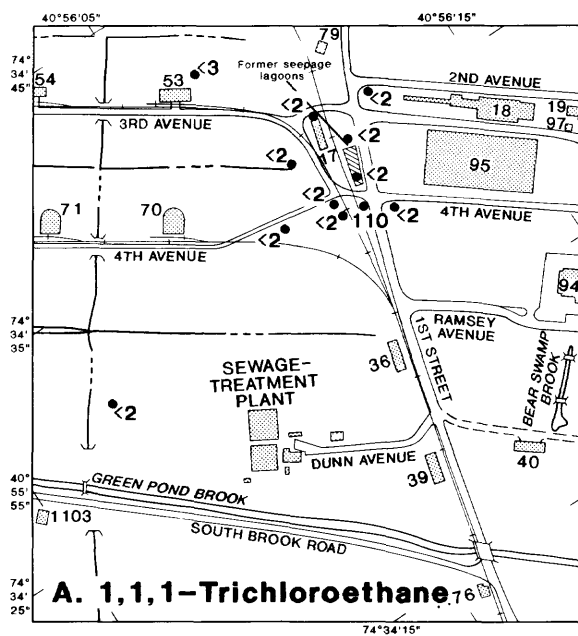 40°56'05"
40°56'15"
74°
34'
45"
79
<3
Former seepage
lagoons
2ND AVENUE
54
53
<2
<2
18
19
97
3RD AVENUE
<2
17
95
<2
<2
71
70
<2
<2
110
<2
4TH AVENUE
<2
4TH AVENUE
94
74°
34'
35"
RAMSEY
AVENUE
1ST STREET
BEAR SWAMP
BROOK
36
SEWAGE-
TREATMENT
PLANT
<2
DUNN AVENUE
40
39
40°
55'
55"
GREEN POND BROOK
1103
SOUTH BROOK ROAD
74°
34'
25"
A. 1,1,1-Trichloroethane
76
74°34'15"